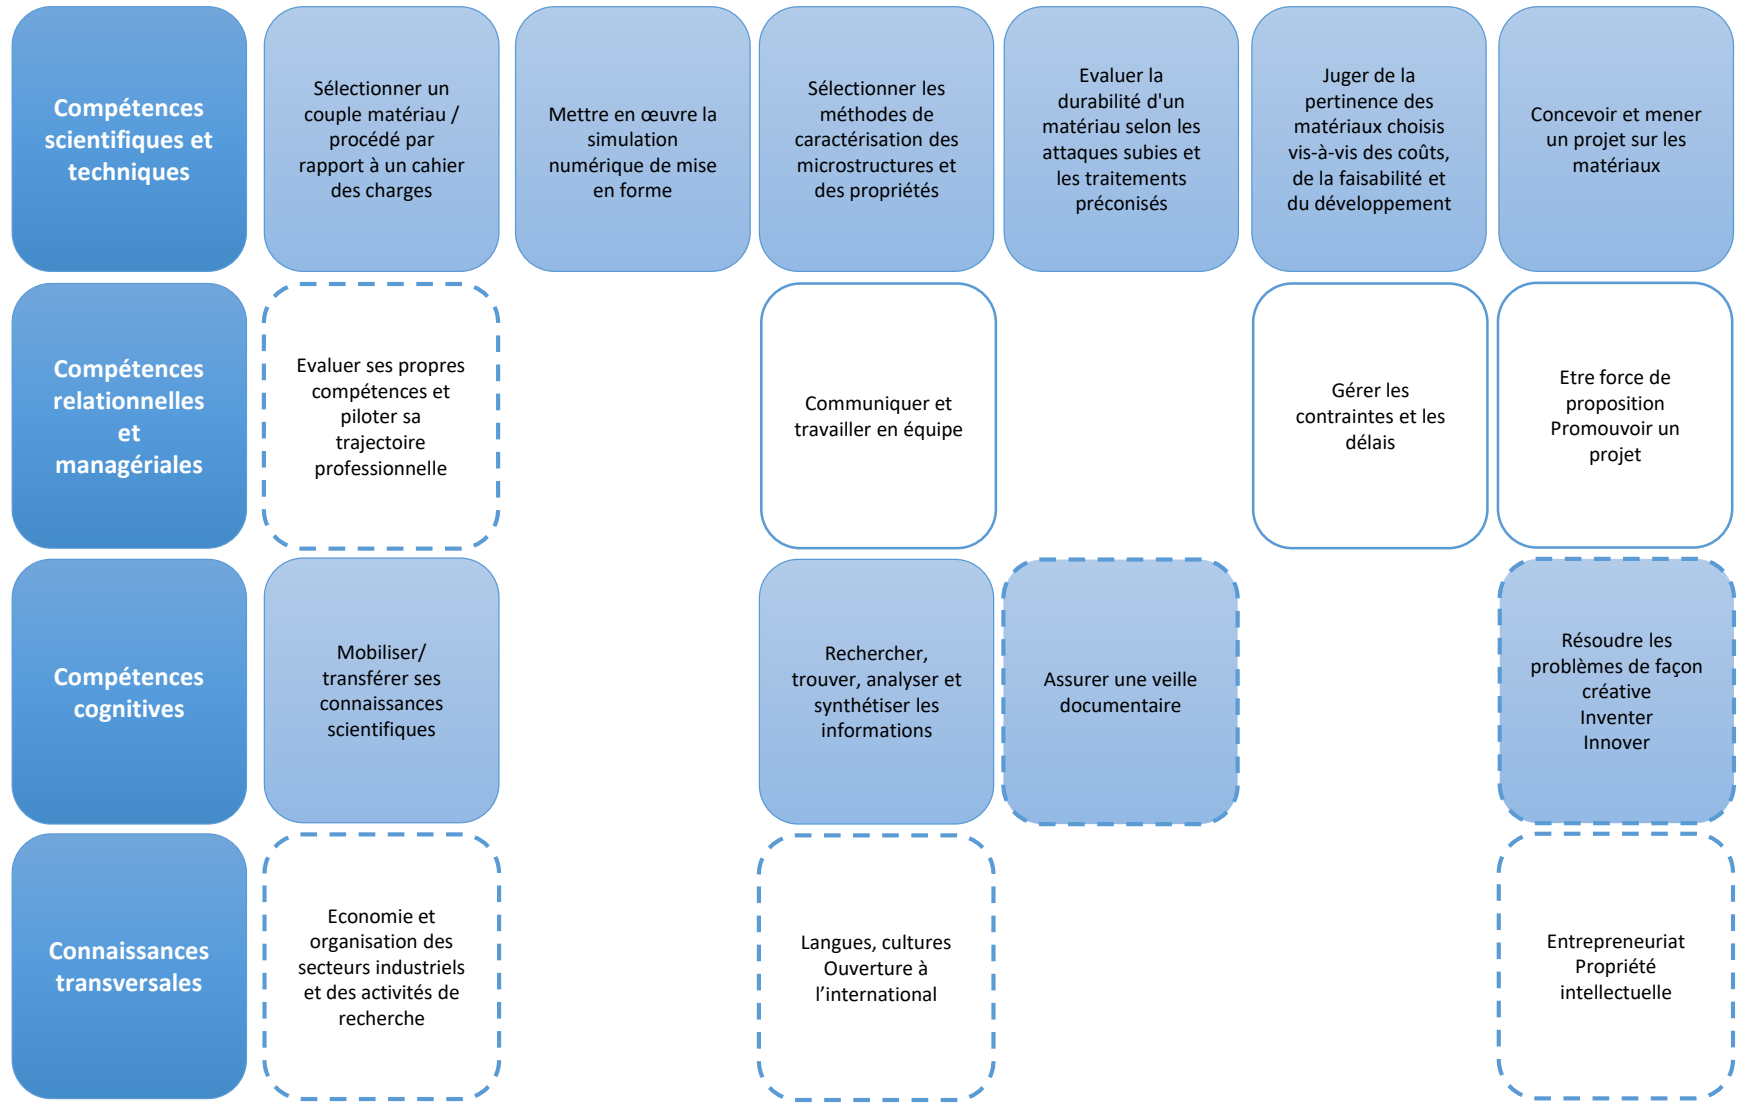 Compétences
scientifiques et
techniques
Sélectionner un
couple matériau /
procédé par
rapport à un cahier
des charges
Mettre en œuvre la
simulation
numérique de mise
en forme
Sélectionner les
méthodes de
caractérisation des
microstructures et
des propriétés
Evaluer la
durabilité d'un
matériau selon les
attaques subies et
les traitements
préconisés
Juger de la
pertinence des
matériaux choisis
vis-à-vis des coûts,
de la faisabilité et
du développement
Concevoir et mener
un projet sur les
matériaux
Compétences
relationnelles
et
managériales
Evaluer ses propres
compétences et
piloter sa
trajectoire
professionnelle
Communiquer et
travailler en équipe
Gérer les
contraintes et les
délais
Etre force de
proposition
Promouvoir un
projet
Compétences
cognitives
Mobiliser/
transférer ses
connaissances
scientifiques
Rechercher,
trouver, analyser et
synthétiser les
informations
Assurer une veille
documentaire
Résoudre les
problèmes de façon
créative
Inventer
Innover
Connaissances
transversales
Economie et
organisation des
secteurs industriels
et des activités de
recherche
Langues, cultures
Ouverture à
l’international
Entrepreneuriat
Propriété
intellectuelle